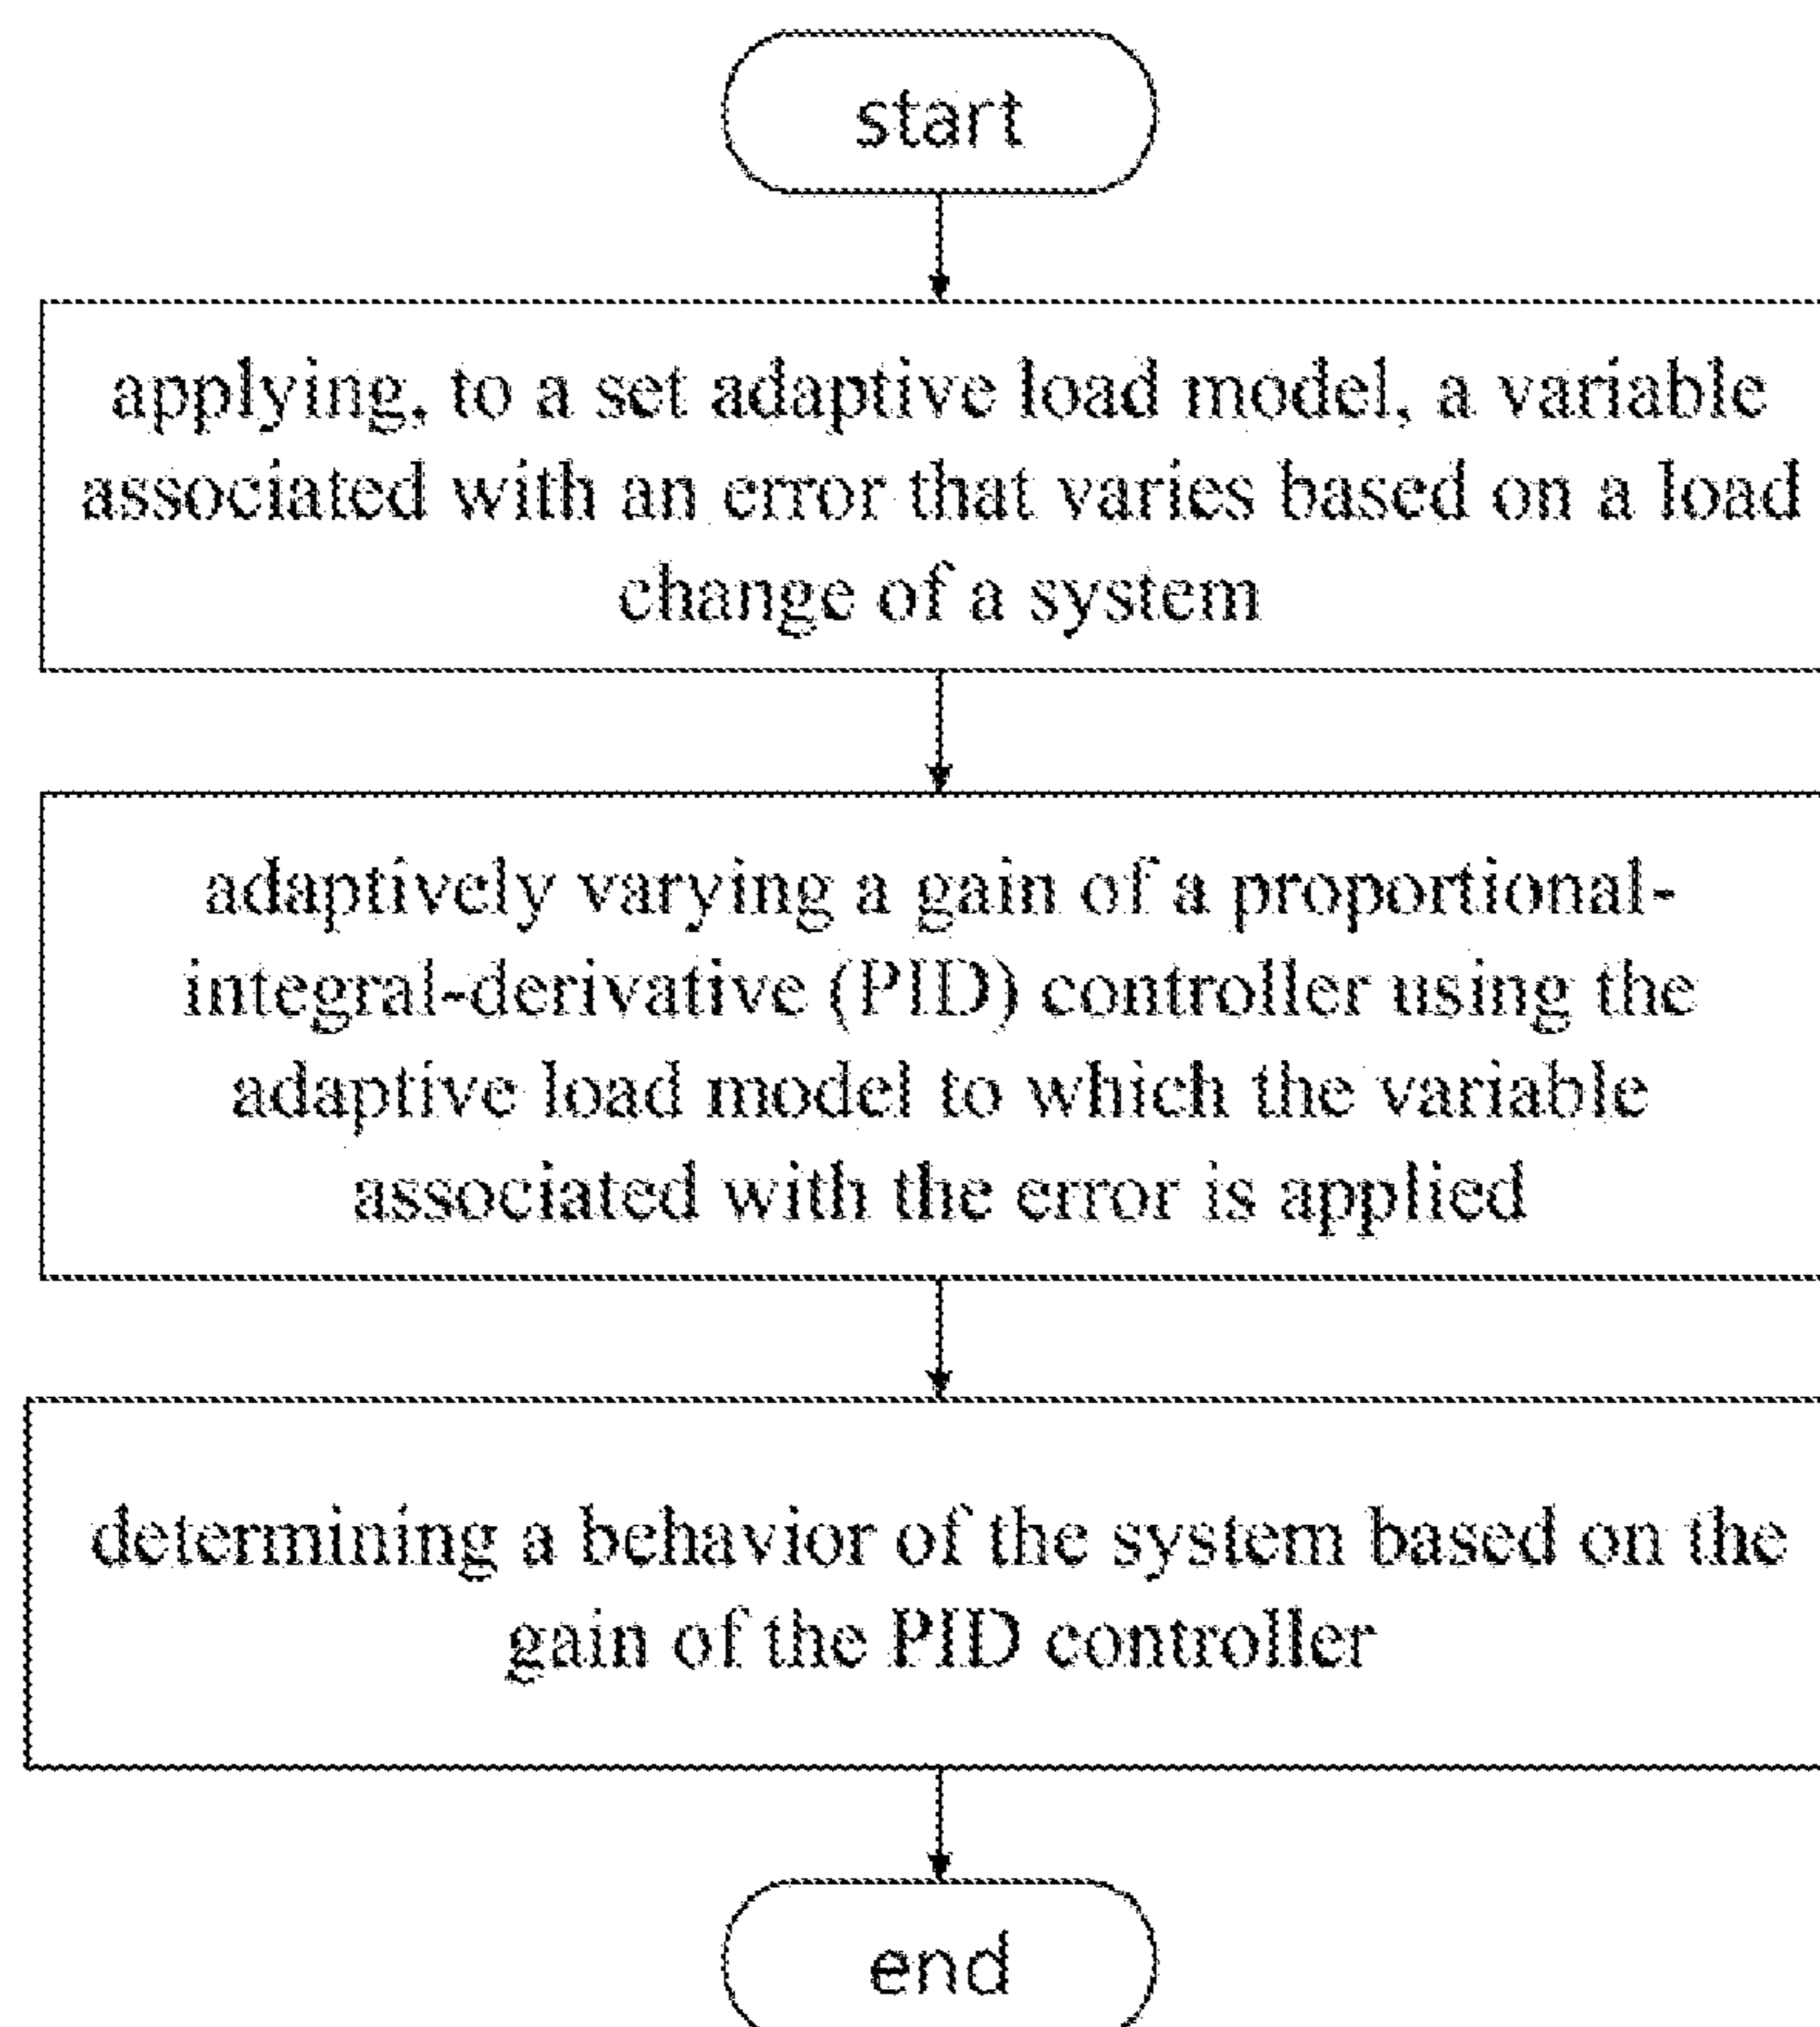 start
applying, to a set adaptive load model, a variable
associated with an error that varies based on a load
change of a system
adaptively varying a gain of a proportional-
integral-derivative (PID) controller using the
adaptive load model to which the variable
associated with the error is applied
determining a behavior of the system based on the
gain of the PID controller
end